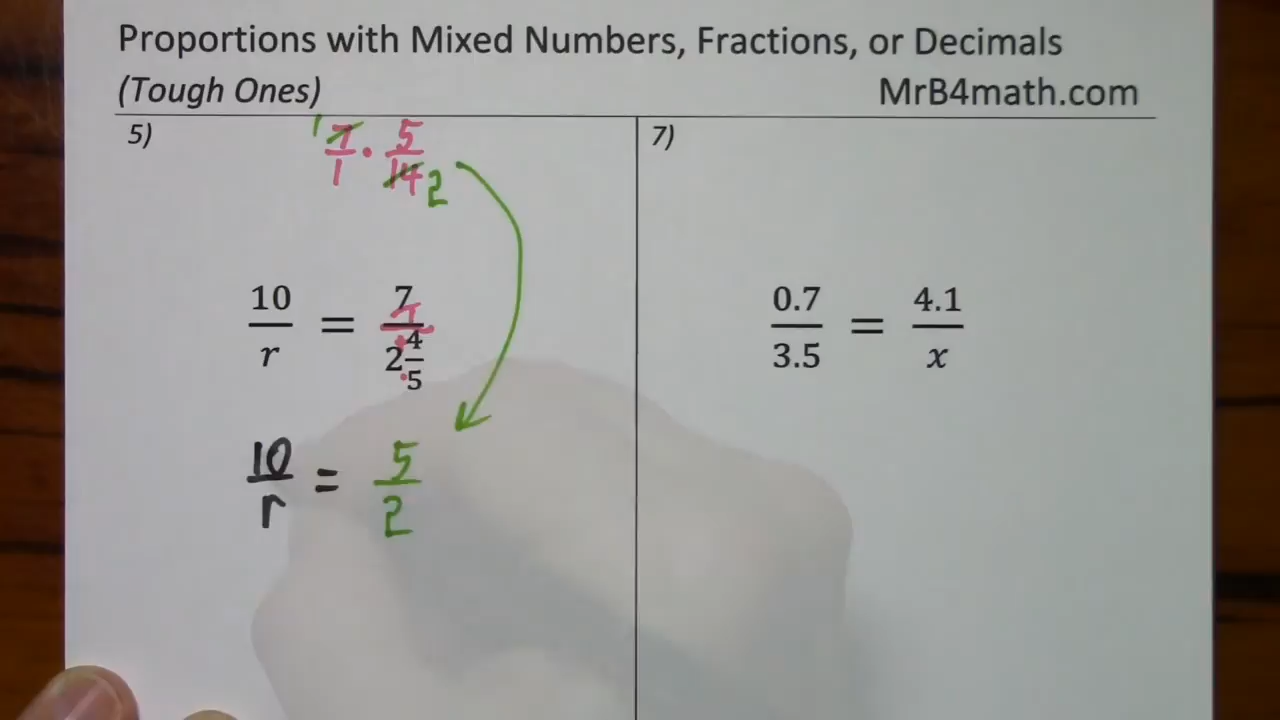 Proportions with Mixed Numbers, Fractions, or Decimals
(Tough Ones) MrB4math.com
5)
1 7/1 · 5/14 2
10/r = 7/2 4/5
10/r = 5/2
7)
0.7/3.5 = 4.1/x